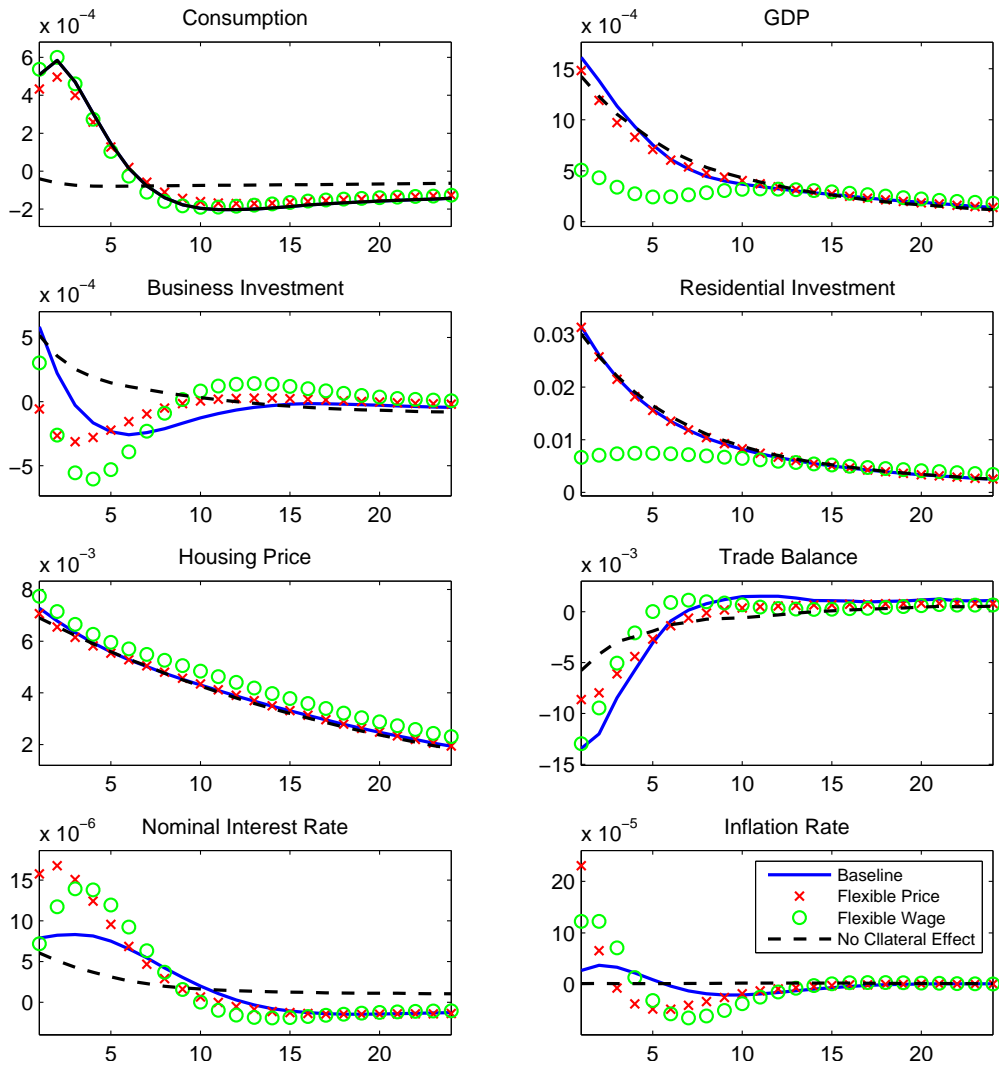 Consumption
x 10−4
6
4
2
0
−2
5 10 15 20
GDP
x 10−4
15
10
5
0
5 10 15 20
Business Investment
x 10−4
5
0
−5
5 10 15 20
Residential Investment
0.03
0.02
0.01
0
5 10 15 20
Housing Price
x 10−3
8
6
4
2
5 10 15 20
Trade Balance
x 10−3
0
−5
−10
−15
5 10 15 20
Nominal Interest Rate
x 10−6
15
10
5
0
5 10 15 20
Inflation Rate
x 10−5
20
10
0
Baseline
Flexible Price
Flexible Wage
No Cllateral Effect
5 10 15 20